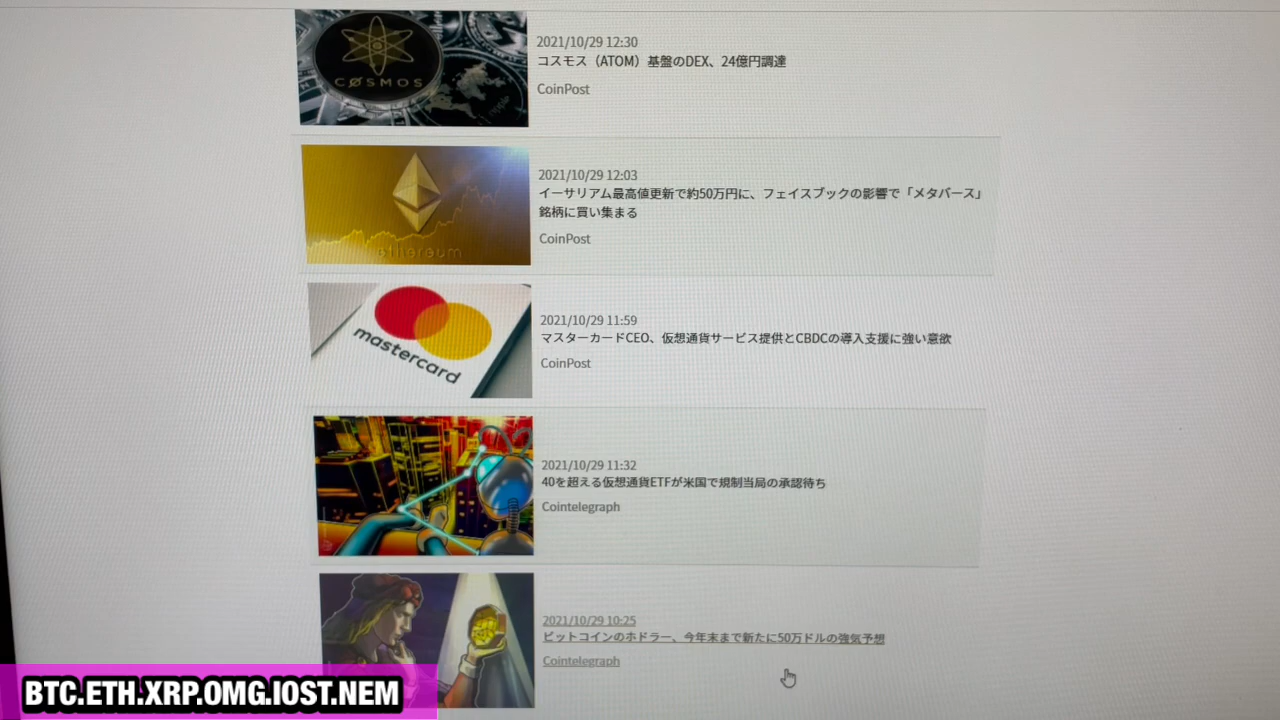 COSMOS
2021/10/29 12:30
コスモス（ATOM）基盤のDEX、24億円調達
CoinPost
ethereum
2021/10/29 12:03
イーサリアム最高値更新で約50万円に、フェイスブックの影響で「メタバース」
銘柄に買い集まる
CoinPost
mastercard
2021/10/29 11:59
マスターカードCEO、仮想通貨サービス提供とCBDCの導入支援に強い意欲
CoinPost
2021/10/29 11:32
40を超える仮想通貨ETFが米国で規制当局の承認待ち
Cointelegraph
2021/10/29 10:25
ビットコインのホドラー、今年末まで新たに50万ドルの強気予想
Cointelegraph
BTC.ETH.XRP.OMG.IOST.NEM